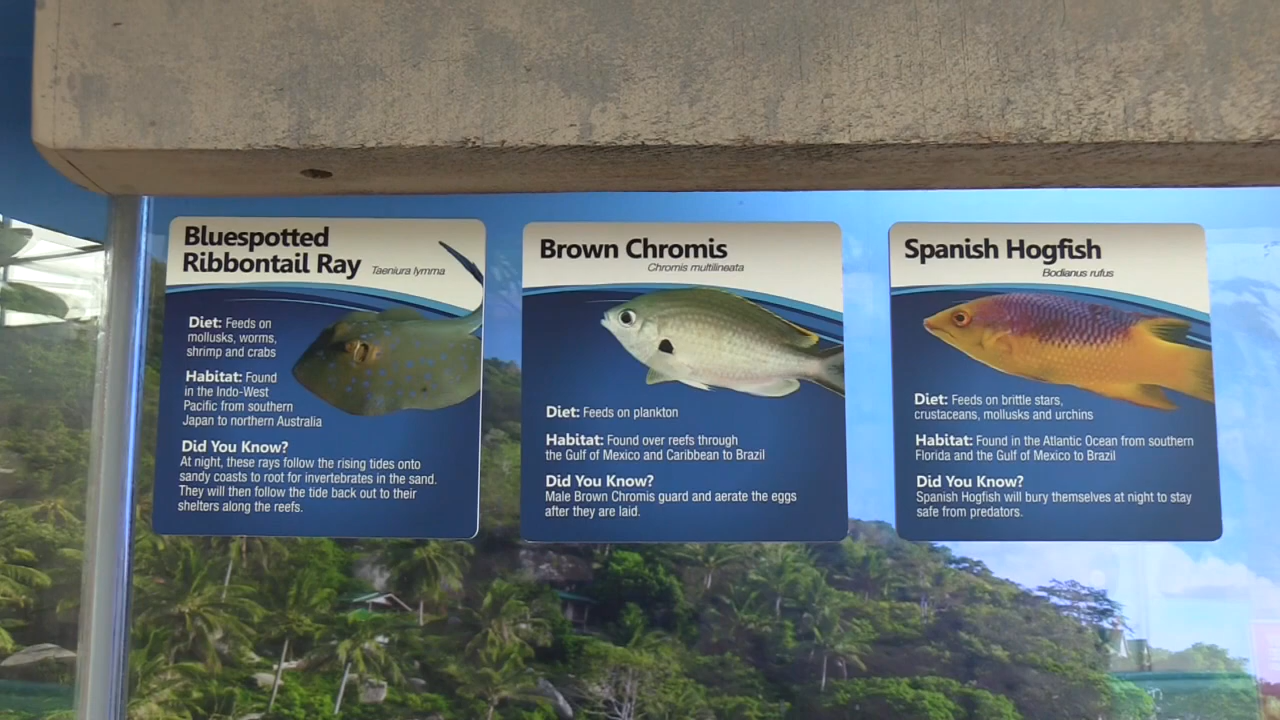 Bluespotted
Ribbontail Ray Taeniura lymma
Diet: Feeds on
mollusks, worms,
shrimp and crabs
Habitat: Found
in the Indo-West
Pacific from southern
Japan to northern Australia
Did You Know?
At night, these rays follow the rising tides onto
sandy coasts to root for invertebrates in the sand.
They will then follow the tide back out to their
shelters along the reefs.
Brown Chromis
Chromis multilineata
Diet: Feeds on plankton
Habitat: Found over reefs through
the Gulf of Mexico and Caribbean to Brazil
Did You Know?
Male Brown Chromis guard and aerate the eggs
after they are laid.
Spanish Hogfish
Bodianus rufus
Diet: Feeds on brittle stars,
crustaceans, mollusks and urchins
Habitat: Found in the Atlantic Ocean from southern
Florida and the Gulf of Mexico to Brazil
Did You Know?
Spanish Hogfish will bury themselves at night to stay
safe from predators.